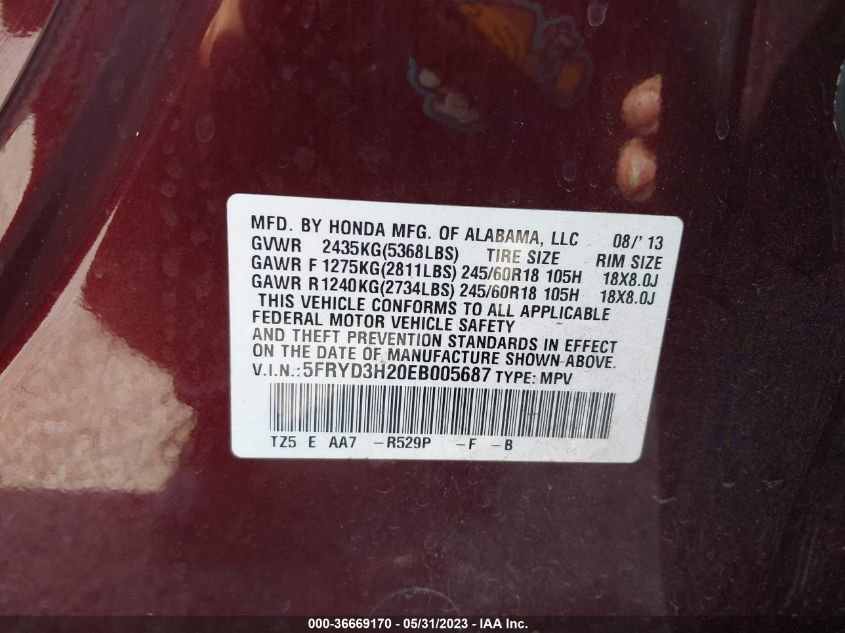 MFD. BY HONDA MFG. OF ALABAMA, LLC 08/' 13
GVWR 2435KG(5368LBS) TIRE SIZE RIM SIZE
GAWR F 1275KG(2811LBS) 245/60R18 105H 18X8.0J
GAWR R1240KG(2734LBS) 245/60R18 105H 18X8.0J
THIS VEHICLE CONFORMS TO ALL APPLICABLE
FEDERAL MOTOR VEHICLE SAFETY
AND THEFT PREVENTION STANDARDS IN EFFECT
ON THE DATE OF MANUFACTURE SHOWN ABOVE.
V.I.N.:5FRYD3H20EB005687 TYPE: MPV
TZ5 E AA7 -R529P -F -B
000-36669170 - 05/31/2023 - IAA Inc.